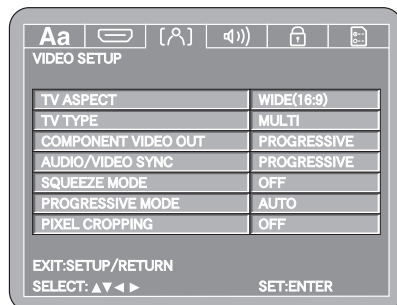 Aa
VIDEO SETUP
TV ASPECT WIDE(16:9)
TV TYPE MULTI
COMPONENT VIDEO OUT PROGRESSIVE
AUDIO/VIDEO SYNC PROGRESSIVE
SQUEEZE MODE OFF
PROGRESSIVE MODE AUTO
PIXEL CROPPING OFF
EXIT:SETUP/RETURN
SELECT:▲▼◄► SET:ENTER